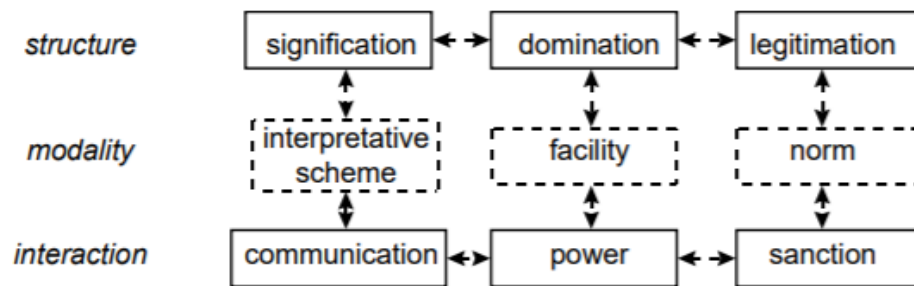 structure signification domination legitimation
modality interpretative scheme facility norm
interaction communication power sanction